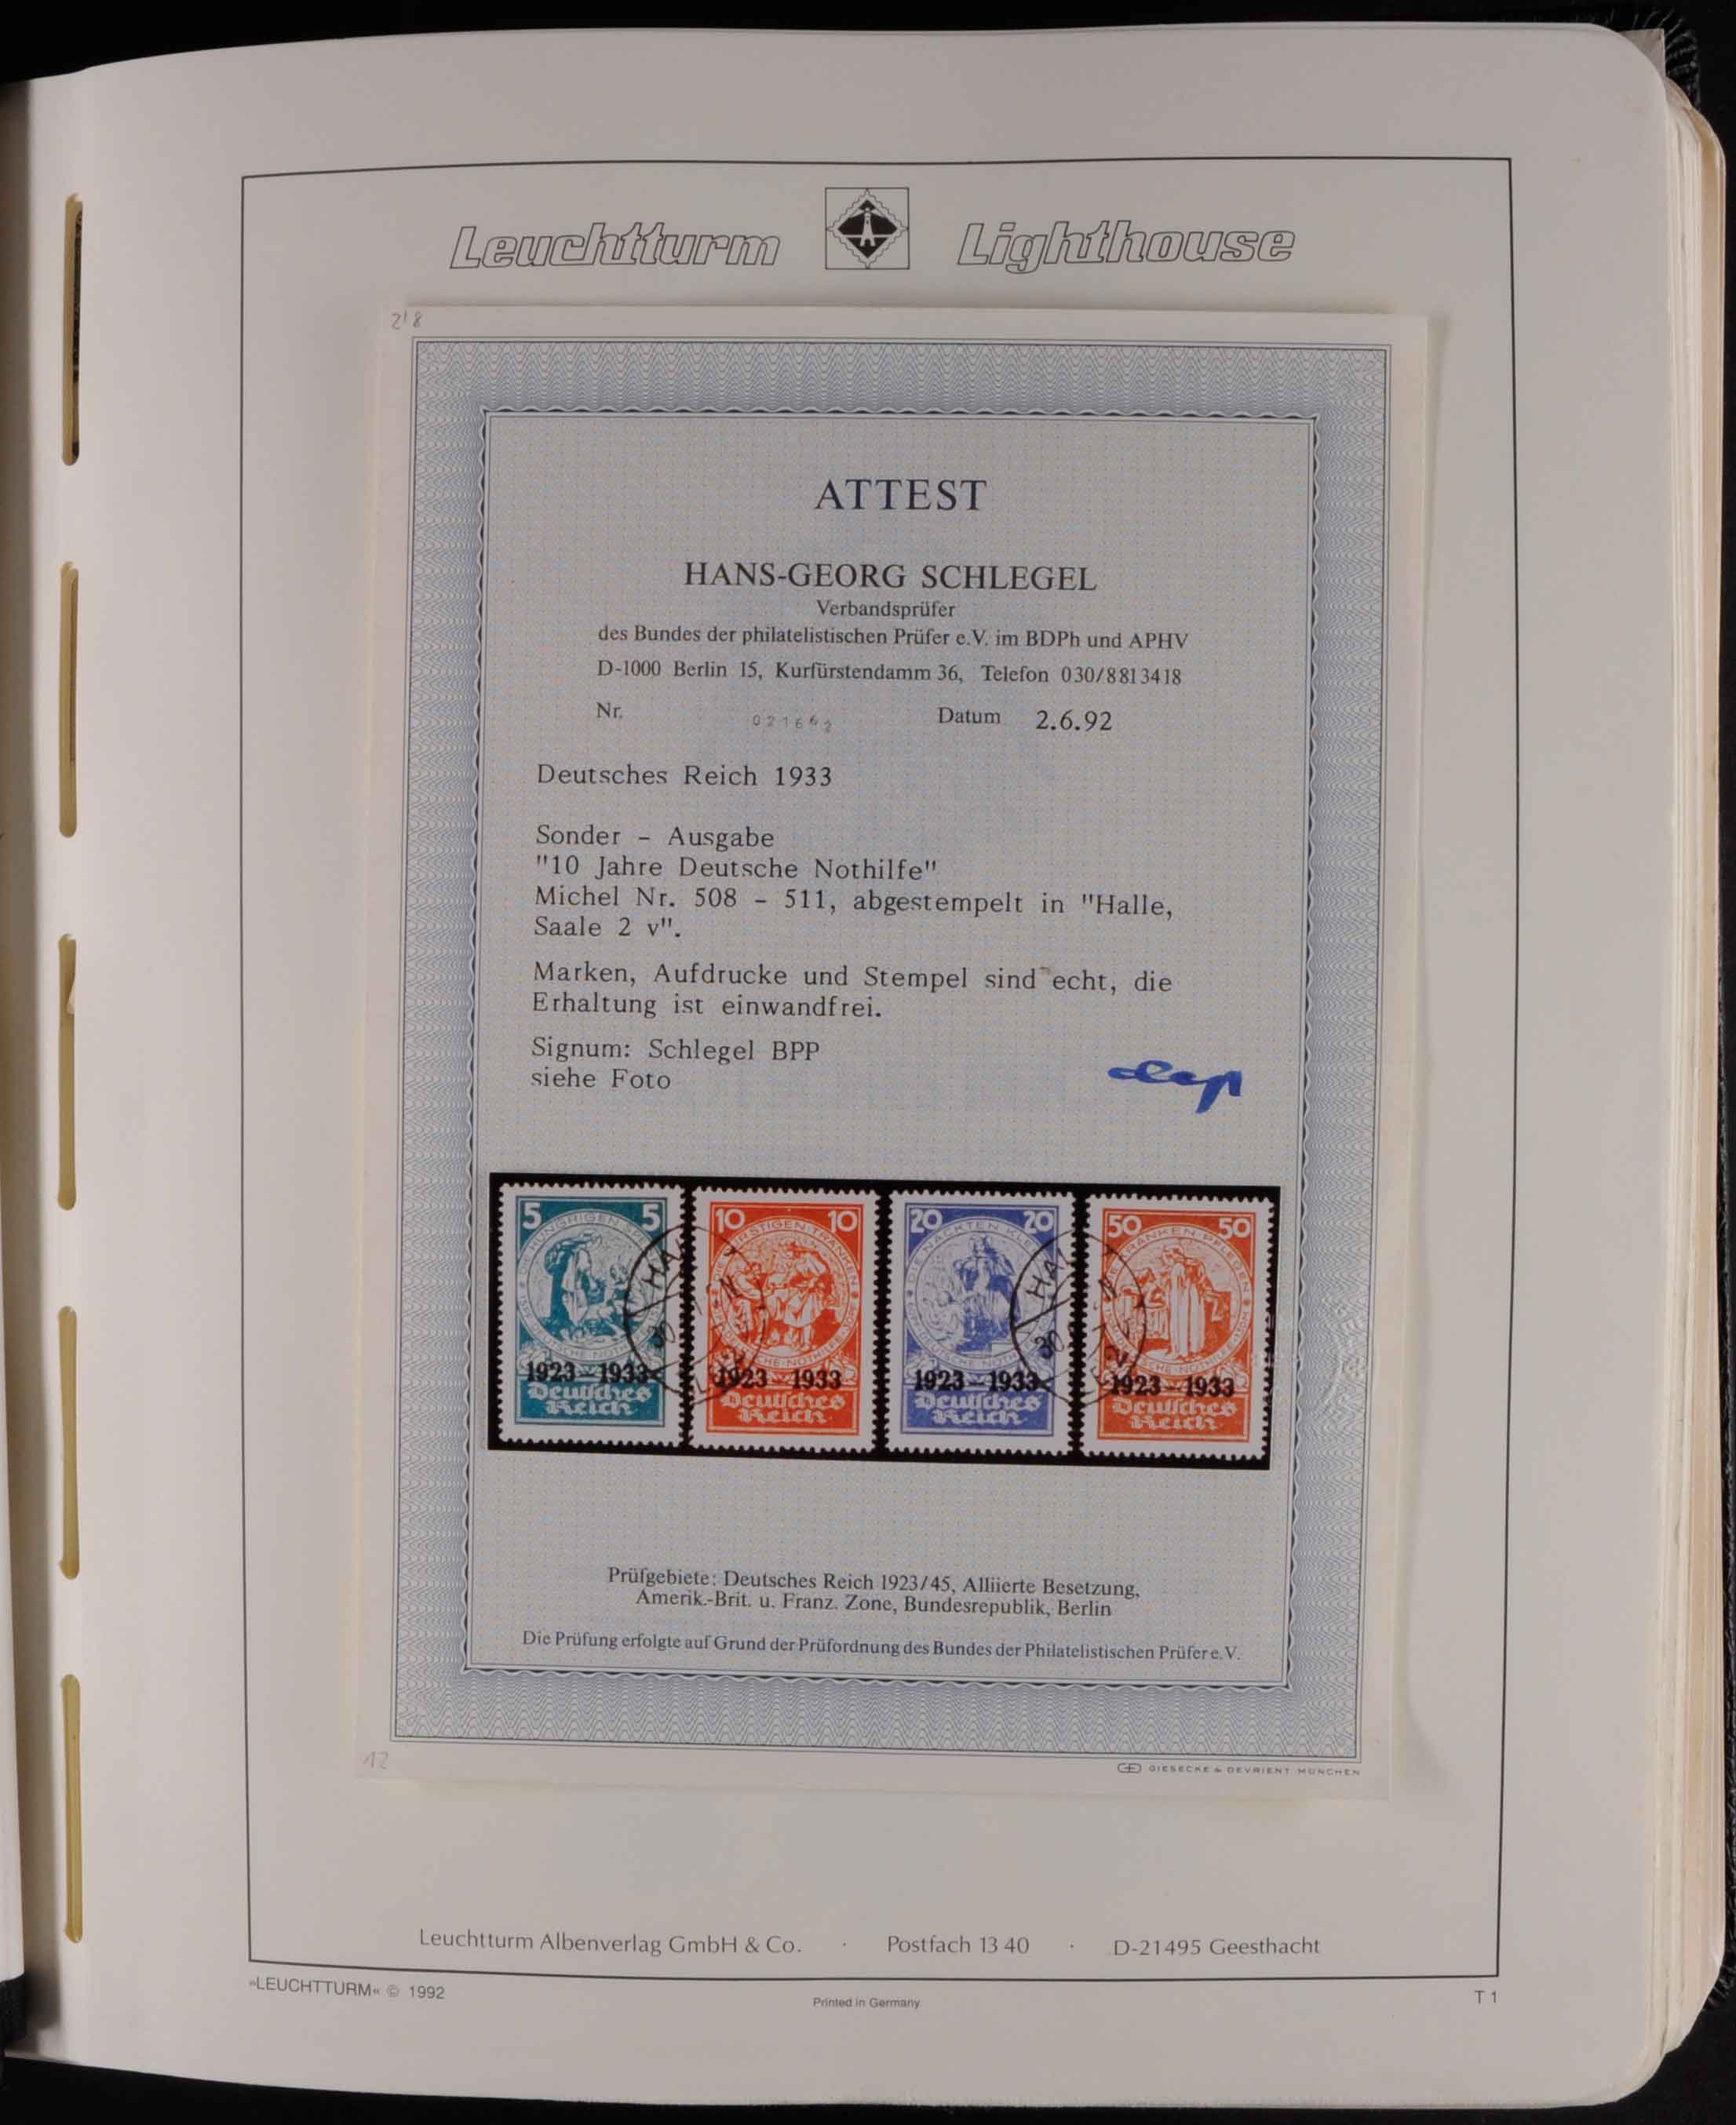 Leuchtturm Lighthouse
218
ATTEST
HANS-GEORG SCHLEGEL
Verbandsprüfer
des Bundes der philatelistischen Prüfer e.V. im BDPh und APHV
D-1000 Berlin 15, Kurfürstendamm 36, Telefon 030/8813418
Nr. 021662 Datum 2.6.92
Deutsches Reich 1933
Sonder - Ausgabe
"10 Jahre Deutsche Nothilfe"
Michel Nr. 508 - 511, abgestempelt in "Halle,
Saale 2 v".
Marken, Aufdrucke und Stempel sind echt, die
Erhaltung ist einwandfrei.
Signum: Schlegel BPP
siehe Foto
5 5 10 10 20 20 50 50
1923-1933 1923-1933 1923-1933 1923-1933
Deutsches Deutsches Deutsches Deutsches
Reich Reich Reich Reich
Prüfgebiete: Deutsches Reich 1923/45, Alliierte Besetzung,
Amerik.-Brit. u. Franz. Zone, Bundesrepublik, Berlin
Die Prüfung erfolgte auf Grund der Prüfordnung des Bundes der Philatelistischen Prüfer e.V.
12
GIESECKE & DEVRIENT MÜNCHEN
Leuchtturm Albenverlag GmbH & Co. · Postfach 13 40 · D-21495 Geesthacht
»LEUCHTTURM« © 1992
Printed in Germany
T 1